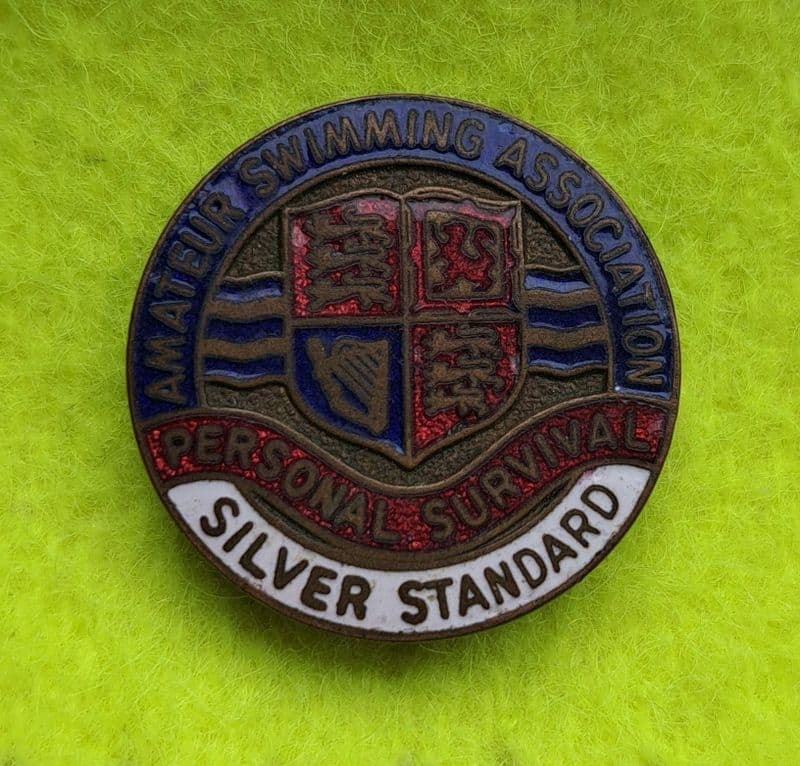 AMATEUR SWIMMING ASSOCIATION
PERSONAL SURVIVAL
SILVER STANDARD